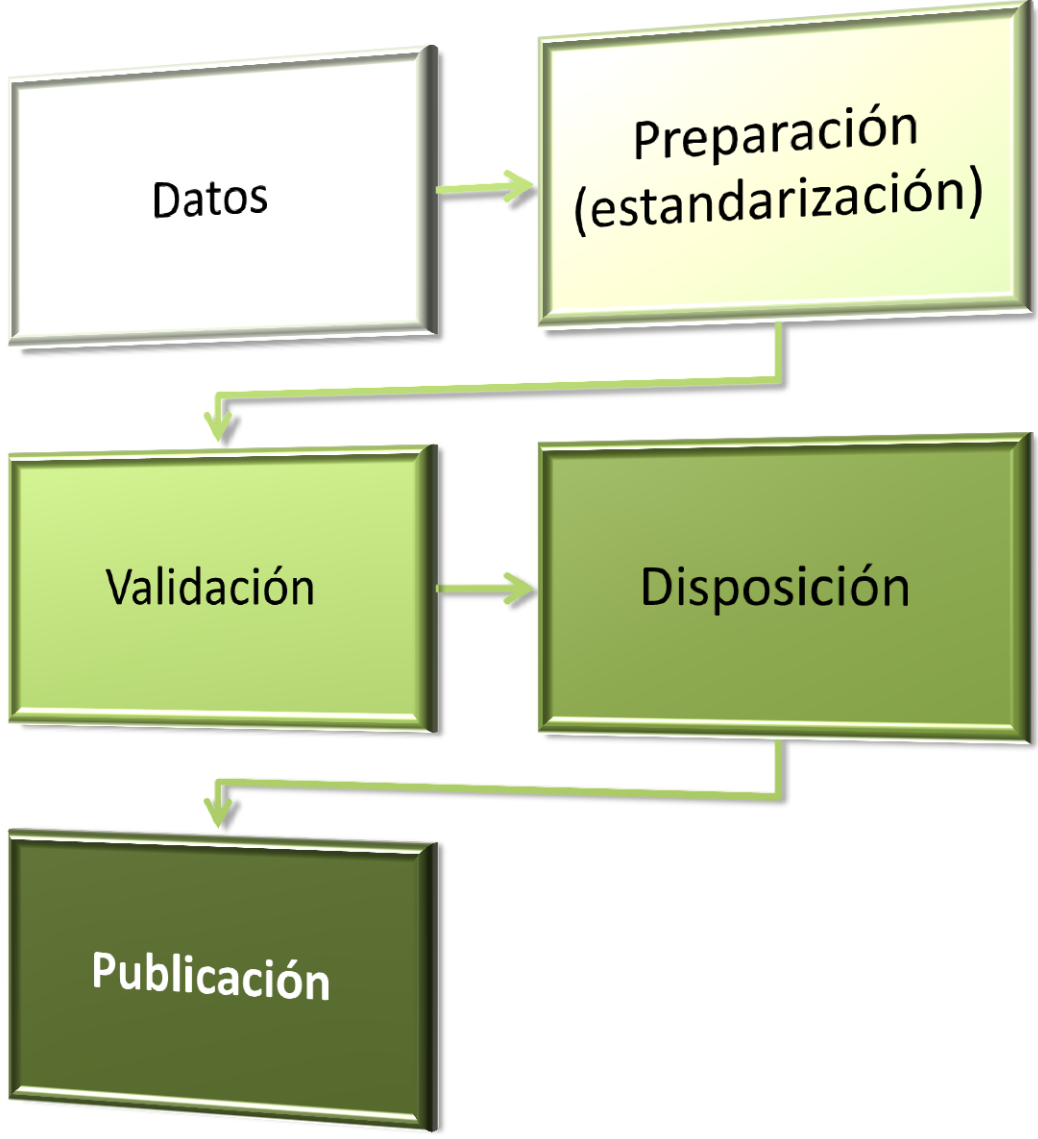 Datos
Preparación
(estandarización)
Validación
Disposición
Publicación